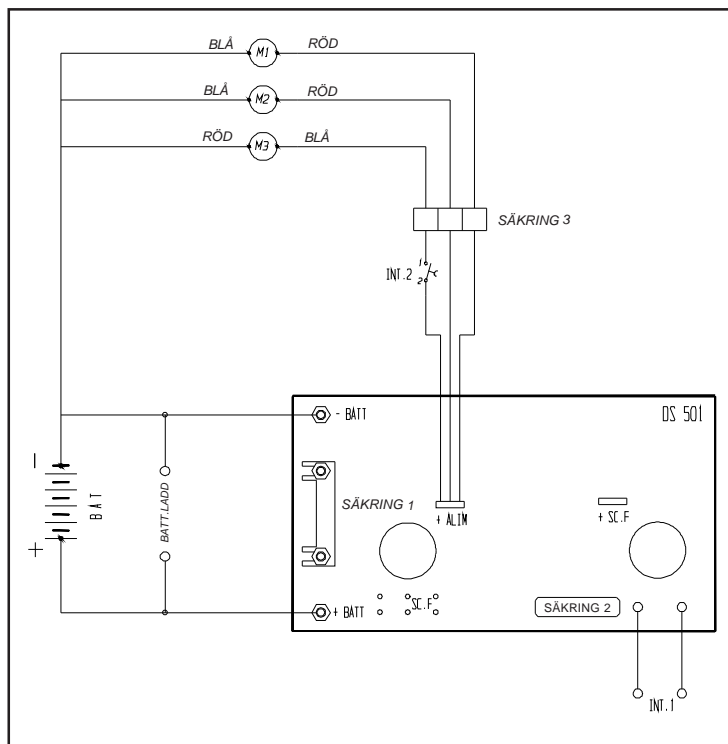 BLÅ M1 RÖD
BLÅ M2 RÖD
RÖD M3 BLÅ
SÄKRING 3
1
INT.2
2
- BATT
DS 501
−
BAT
+
BATT.LADD
SÄKRING 1
+ ALIM
+ SC.F
+ BATT
SC.F
SÄKRING 2
INT.1